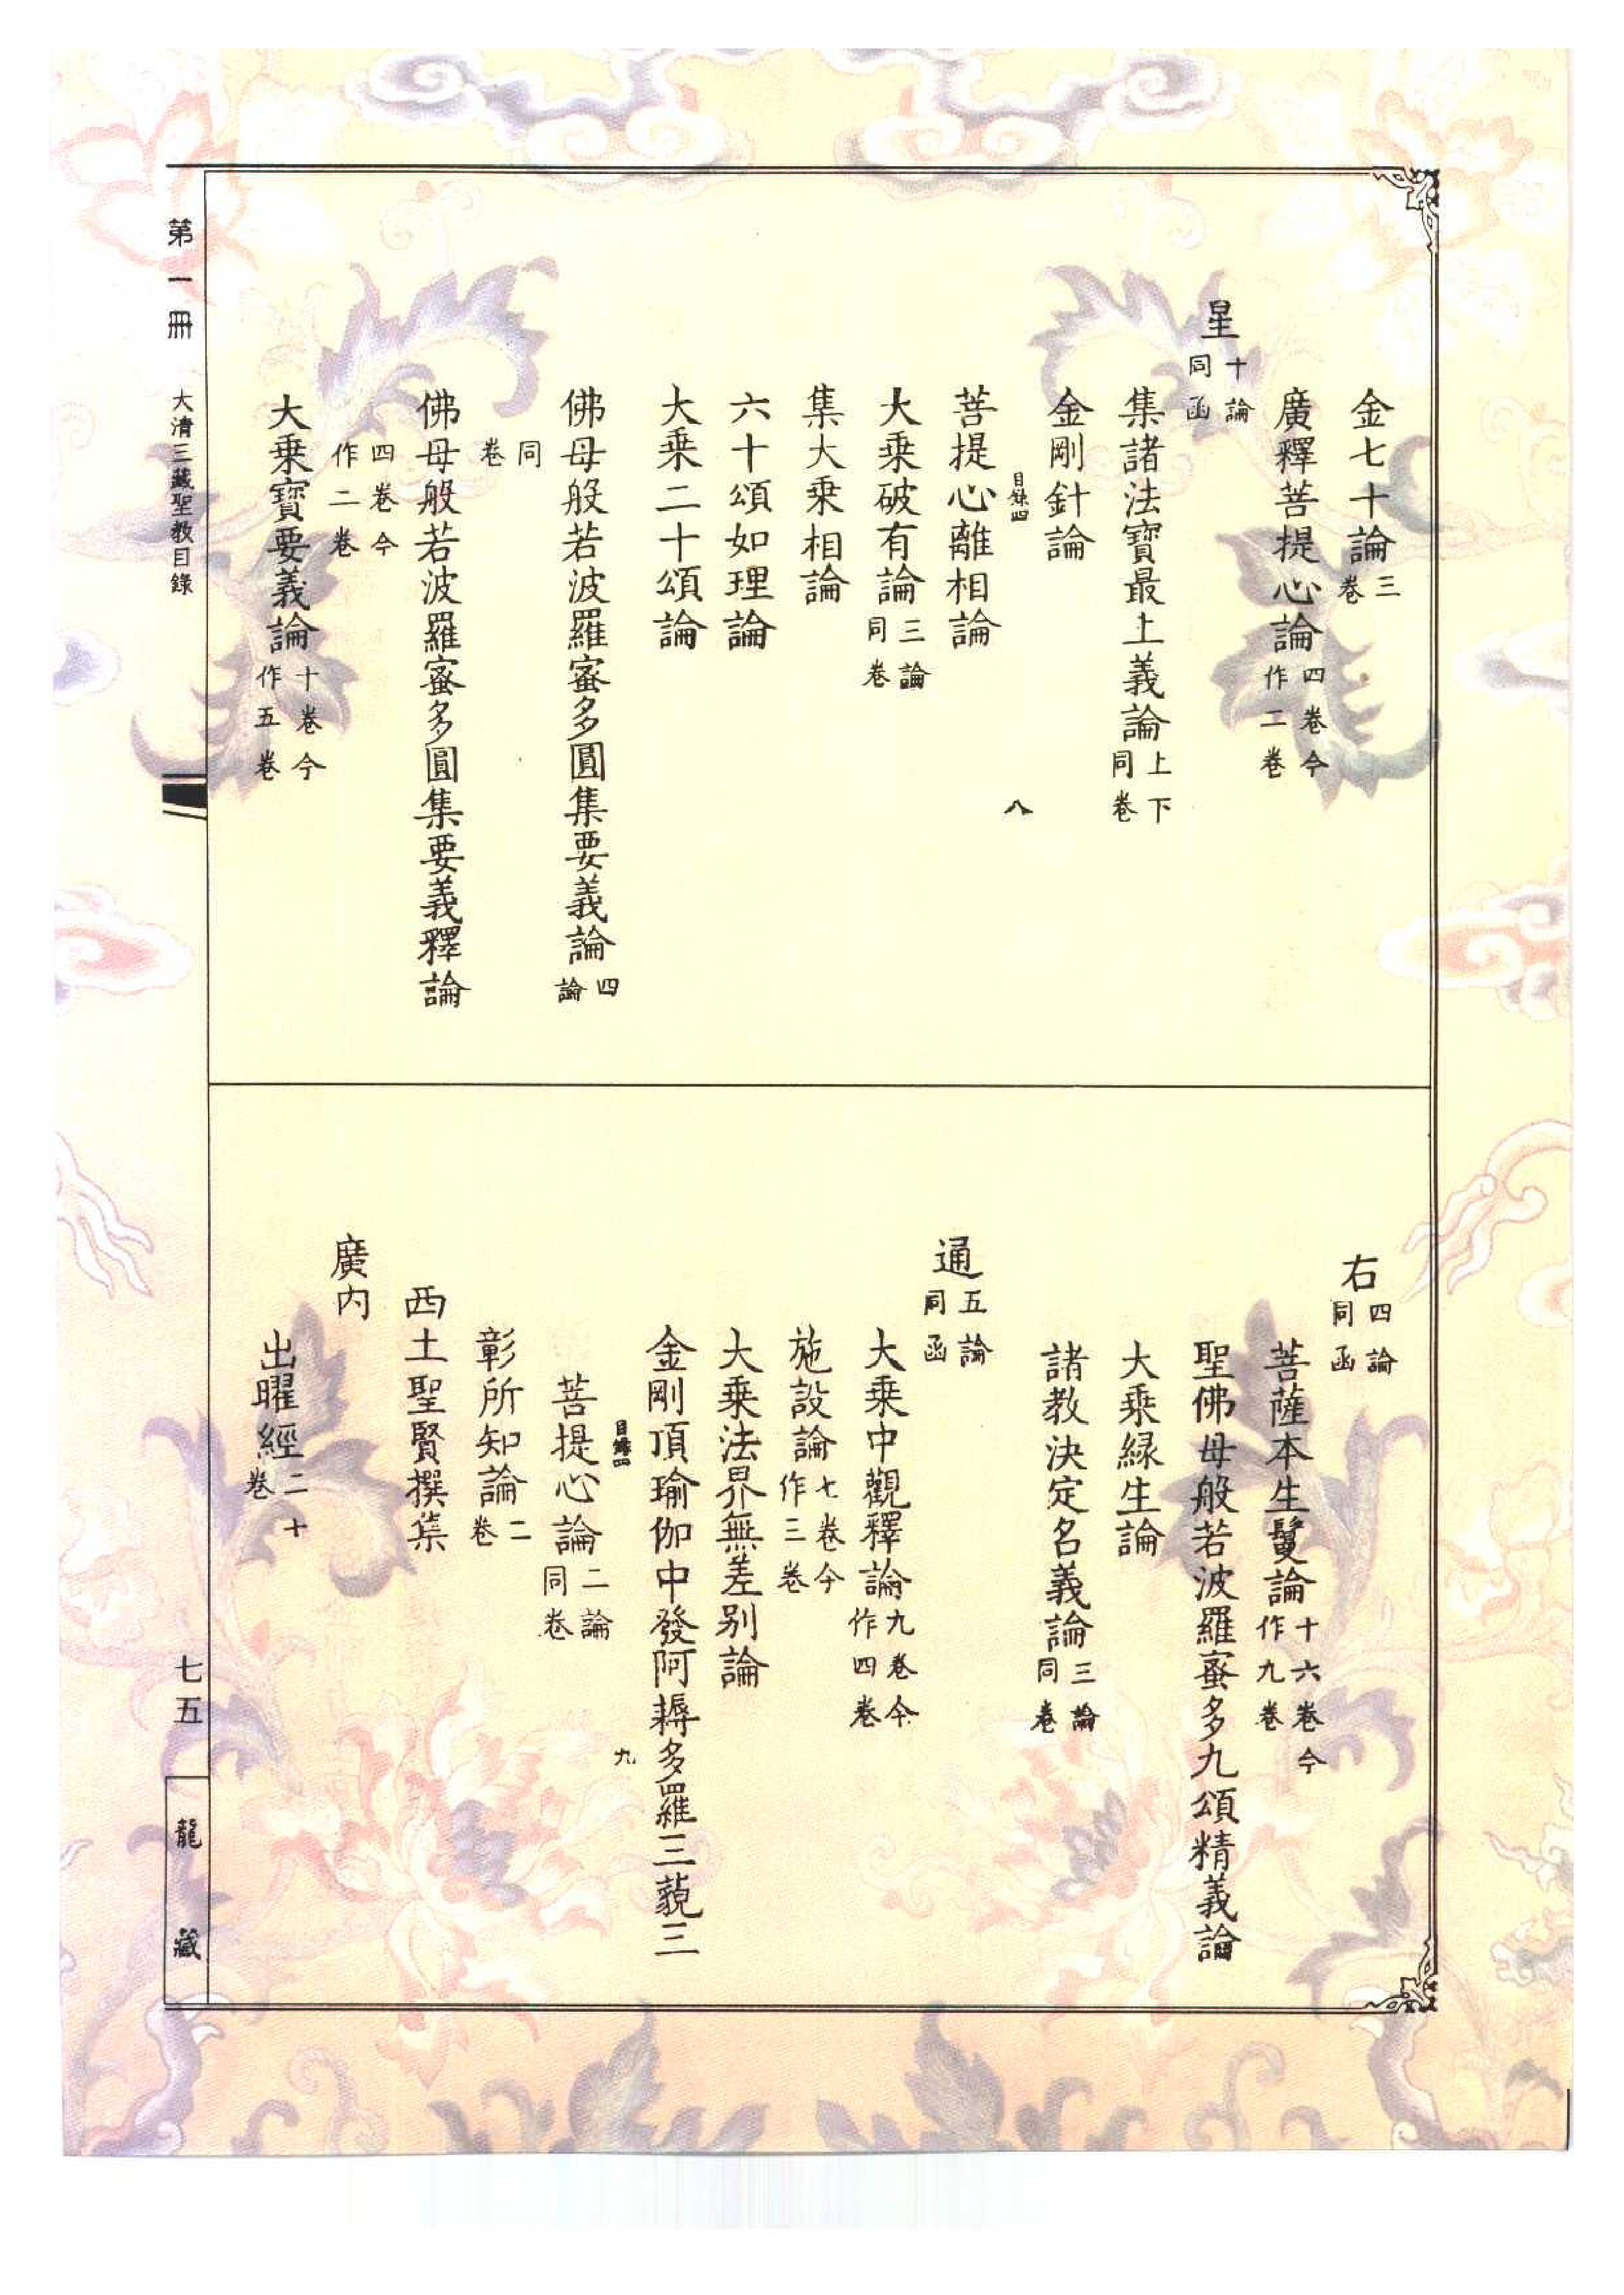 金七十論三卷
廣釋菩提心論四卷今作二卷
星十論同函
集諸法寶最上義論上下同卷
金剛針論
目錄四 八
菩提心離相論
大乘破有論三論同卷
集大乘相論
六十頌如理論
大乘二十頌論
佛母般若波羅蜜多圓集要義論四論
同卷
佛母般若波羅蜜多圓集要義釋論
四卷今作二卷
大乘寶要義論十卷今作五卷
右四論同函
菩薩本生鬘論十六卷今作九卷
聖佛母般若波羅蜜多九頌精義論
大乘緣生論
諸教決定名義論三論同卷
通五論同函
大乘中觀釋論九卷今作四卷
施設論七卷今作三卷
大乘法界無差別論
金剛頂瑜伽中發阿耨多羅三藐三
目錄四 九
菩提心論二論同卷
彰所知論二卷
西土聖賢撰集
廣內
出曜經二十卷
第一冊 大清三藏聖教目錄
七五
龍藏